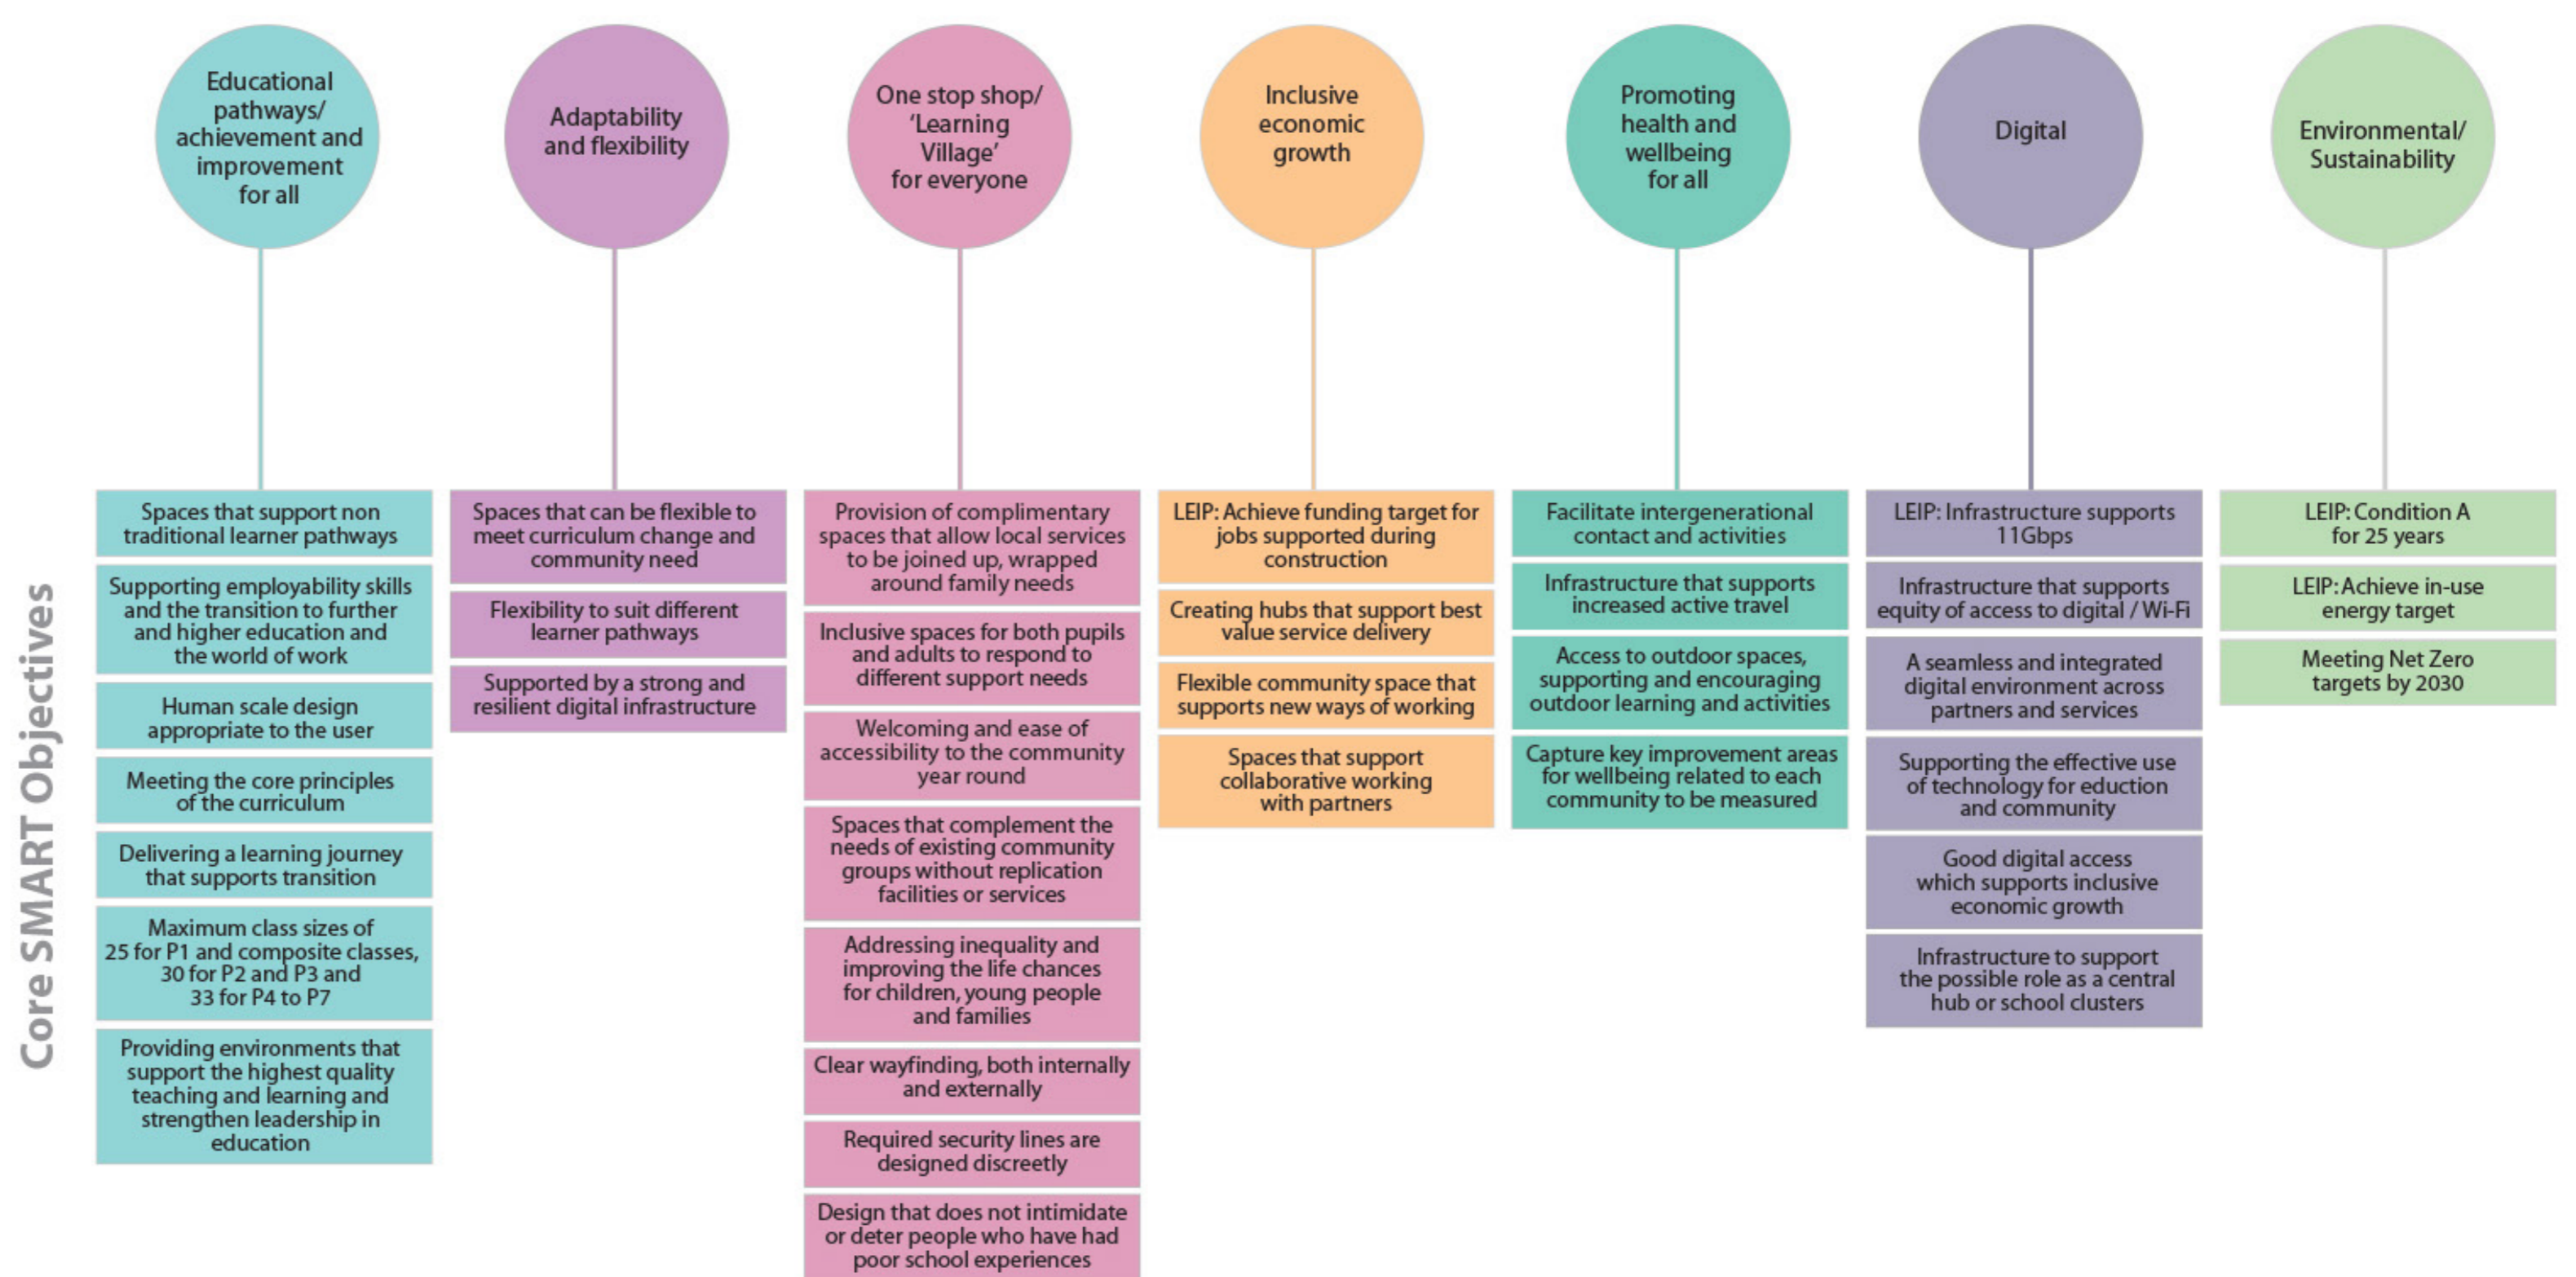 Educational
pathways/
achievement and
improvement
for all
Adaptability
and flexibility
One stop shop/
‘Learning
Village’
for everyone
Inclusive
economic
growth
Promoting
health and
wellbeing
for all
Digital
Environmental/
Sustainability
Core SMART Objectives
Spaces that support non
traditional learner pathways
Supporting employability skills
and the transition to further
and higher education and
the world of work
Human scale design
appropriate to the user
Meeting the core principles
of the curriculum
Delivering a learning journey
that supports transition
Maximum class sizes of
25 for P1 and composite classes,
30 for P2 and P3 and
33 for P4 to P7
Providing environments that
support the highest quality
teaching and learning and
strengthen leadership in
education
Spaces that can be flexible to
meet curriculum change and
community need
Flexibility to suit different
learner pathways
Supported by a strong and
resilient digital infrastructure
Provision of complimentary
spaces that allow local services
to be joined up, wrapped
around family needs
Inclusive spaces for both pupils
and adults to respond to
different support needs
Welcoming and ease of
accessibility to the community
year round
Spaces that complement the
needs of existing community
groups without replication
facilities or services
Addressing inequality and
improving the life chances
for children, young people
and families
Clear wayfinding, both internally
and externally
Required security lines are
designed discreetly
Design that does not intimidate
or deter people who have had
poor school experiences
LEIP: Achieve funding target for
jobs supported during
construction
Creating hubs that support best
value service delivery
Flexible community space that
supports new ways of working
Spaces that support
collaborative working
with partners
Facilitate intergenerational
contact and activities
Infrastructure that supports
increased active travel
Access to outdoor spaces,
supporting and encouraging
outdoor learning and activities
Capture key improvement areas
for wellbeing related to each
community to be measured
LEIP: Infrastructure supports
11Gbps
Infrastructure that supports
equity of access to digital / Wi-Fi
A seamless and integrated
digital environment across
partners and services
Supporting the effective use
of technology for eduction
and community
Good digital access
which supports inclusive
economic growth
Infrastructure to support
the possible role as a central
hub or school clusters
LEIP: Condition A
for 25 years
LEIP: Achieve in-use
energy target
Meeting Net Zero
targets by 2030